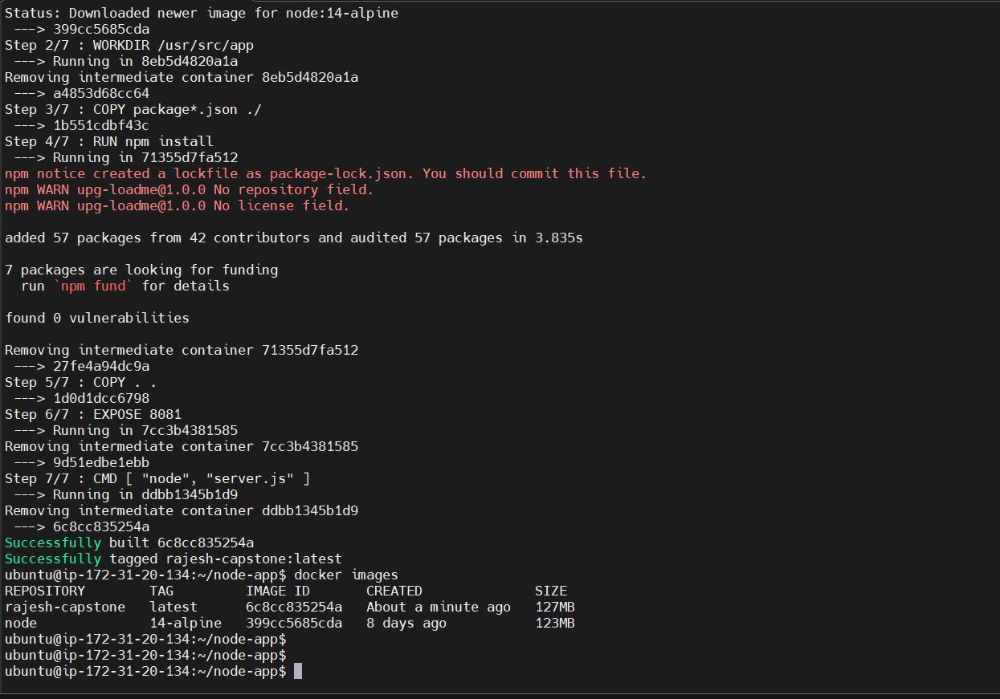 Status: Downloaded newer image for node:14-alpine
 ---> 399cc5685cda
Step 2/7 : WORKDIR /usr/src/app
 ---> Running in 8eb5d4820a1a
Removing intermediate container 8eb5d4820a1a
 ---> a4853d68cc64
Step 3/7 : COPY package*.json ./
 ---> 1b551cdbf43c
Step 4/7 : RUN npm install
 ---> Running in 71355d7fa512
npm notice created a lockfile as package-lock.json. You should commit this file.
npm WARN upg-loadme@1.0.0 No repository field.
npm WARN upg-loadme@1.0.0 No license field.

added 57 packages from 42 contributors and audited 57 packages in 3.835s

7 packages are looking for funding
  run `npm fund` for details

found 0 vulnerabilities

Removing intermediate container 71355d7fa512
 ---> 27fe4a94dc9a
Step 5/7 : COPY . .
 ---> 1d0d1dcc6798
Step 6/7 : EXPOSE 8081
 ---> Running in 7cc3b4381585
Removing intermediate container 7cc3b4381585
 ---> 9d51edbe1ebb
Step 7/7 : CMD [ "node", "server.js" ]
 ---> Running in ddbb1345b1d9
Removing intermediate container ddbb1345b1d9
 ---> 6c8cc835254a
Successfully built 6c8cc835254a
Successfully tagged rajesh-capstone:latest
ubuntu@ip-172-31-20-134:~/node-app$ docker images
REPOSITORY        TAG         IMAGE ID       CREATED              SIZE
rajesh-capstone   latest      6c8cc835254a   About a minute ago   127MB
node              14-alpine   399cc5685cda   8 days ago           123MB
ubuntu@ip-172-31-20-134:~/node-app$
ubuntu@ip-172-31-20-134:~/node-app$
ubuntu@ip-172-31-20-134:~/node-app$